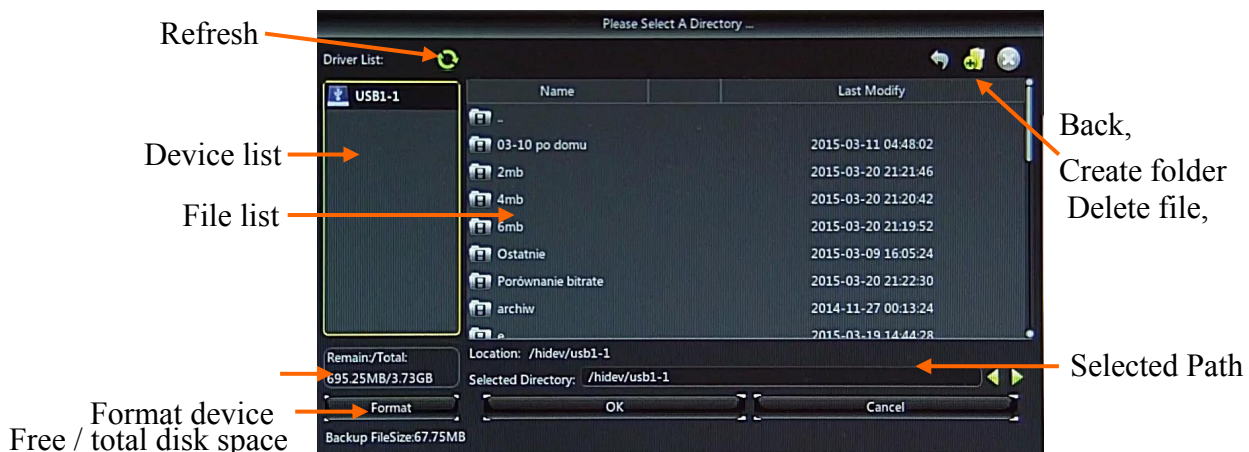 Please Select A Directory ...
Refresh
Driver List:
USB1-1
Name Last Modify
..
03-10 po domu 2015-03-11 04:48:02
2mb 2015-03-20 21:21:46
4mb 2015-03-20 21:20:42
6mb 2015-03-20 21:19:52
Ostatnie 2015-03-09 16:05:24
Porównanie bitrate 2015-03-20 21:22:30
archiw 2014-11-27 00:13:24
e 2015-03-19 14:44:28
Device list
File list
Back,
Create folder
Delete file,
Remain:/Total:
695.25MB/3.73GB
Location: /hidev/usb1-1
Selected Directory: /hidev/usb1-1
Selected Path
Format OK Cancel
Format device
Free / total disk space
Backup FileSize:67.75MB